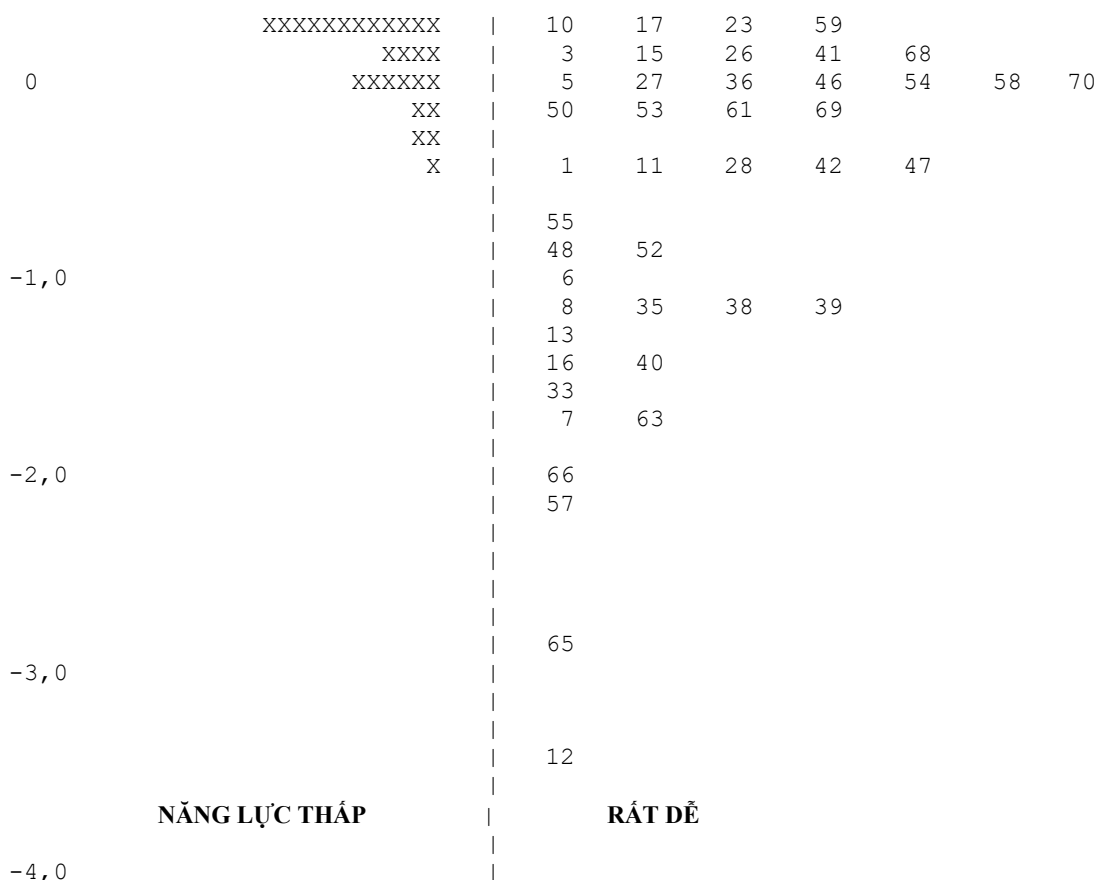 XXXXXXXXXXXX | 10 17 23 59
XXXX | 3 15 26 41 68
0 XXXXXX | 5 27 36 46 54 58 70
XX | 50 53 61 69
XX |
X | 1 11 28 42 47
|
| 55
| 48 52
-1,0 | 6
| 8 35 38 39
| 13
| 16 40
| 33
| 7 63
|
-2,0 | 66
| 57
|
|
|
|
| 65
-3,0 |
|
|
| 12
|
NĂNG LỰC THẤP | RẤT DỄ
|
-4,0 |